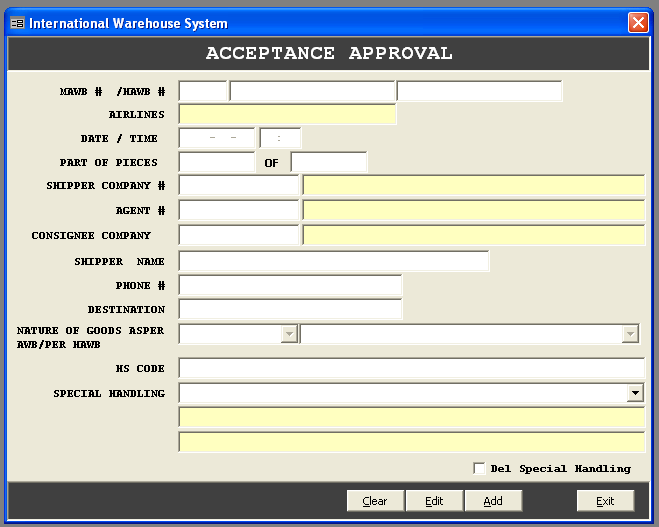 International Warehouse System
ACCEPTANCE APPROVAL
MAWB # /HAWB #
AIRLINES
DATE / TIME - - :
PART OF PIECES OF
SHIPPER COMPANY #
AGENT #
CONSIGNEE COMPANY
SHIPPER NAME
PHONE #
DESTINATION
NATURE OF GOODS ASPER
AWB/PER HAWB
HS CODE
SPECIAL HANDLING
Del Special Handling
Clear Edit Add Exit